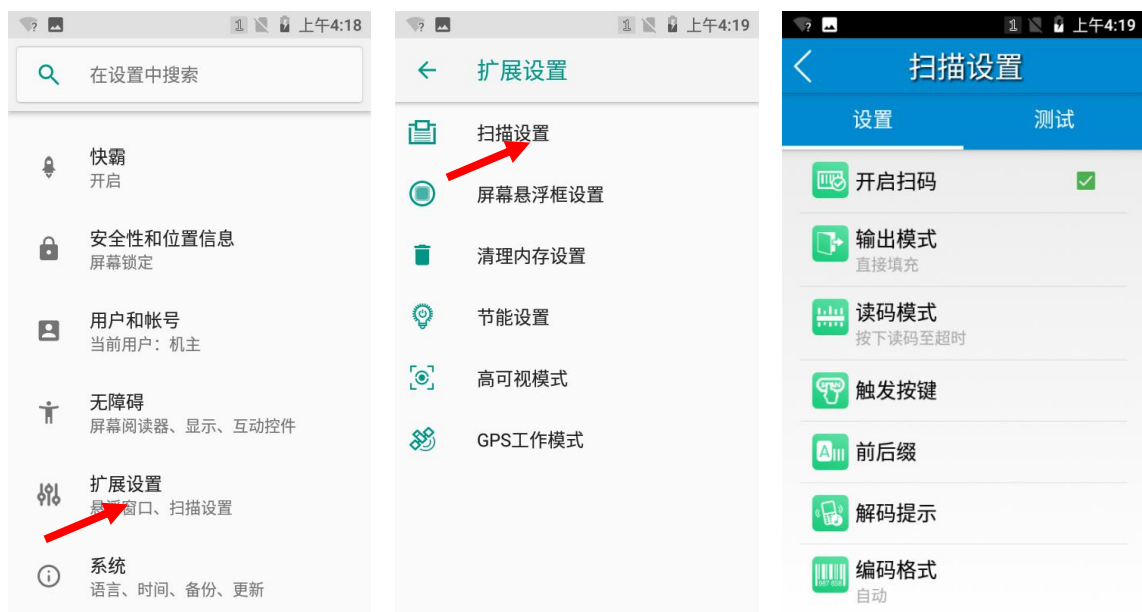 上午4:18
在设置中搜索
快霸
开启
安全性和位置信息
屏幕锁定
用户和帐号
当前用户：机主
无障碍
屏幕阅读器、显示、互动控件
扩展设置
悬浮窗口、扫描设置
系统
语言、时间、备份、更新
上午4:19
扩展设置
扫描设置
屏幕悬浮框设置
清理内存设置
节能设置
高可视模式
GPS工作模式
上午4:19
扫描设置
设置 测试
开启扫码
输出模式
直接填充
读码模式
按下读码至超时
触发按键
前后缀
解码提示
编码格式
自动